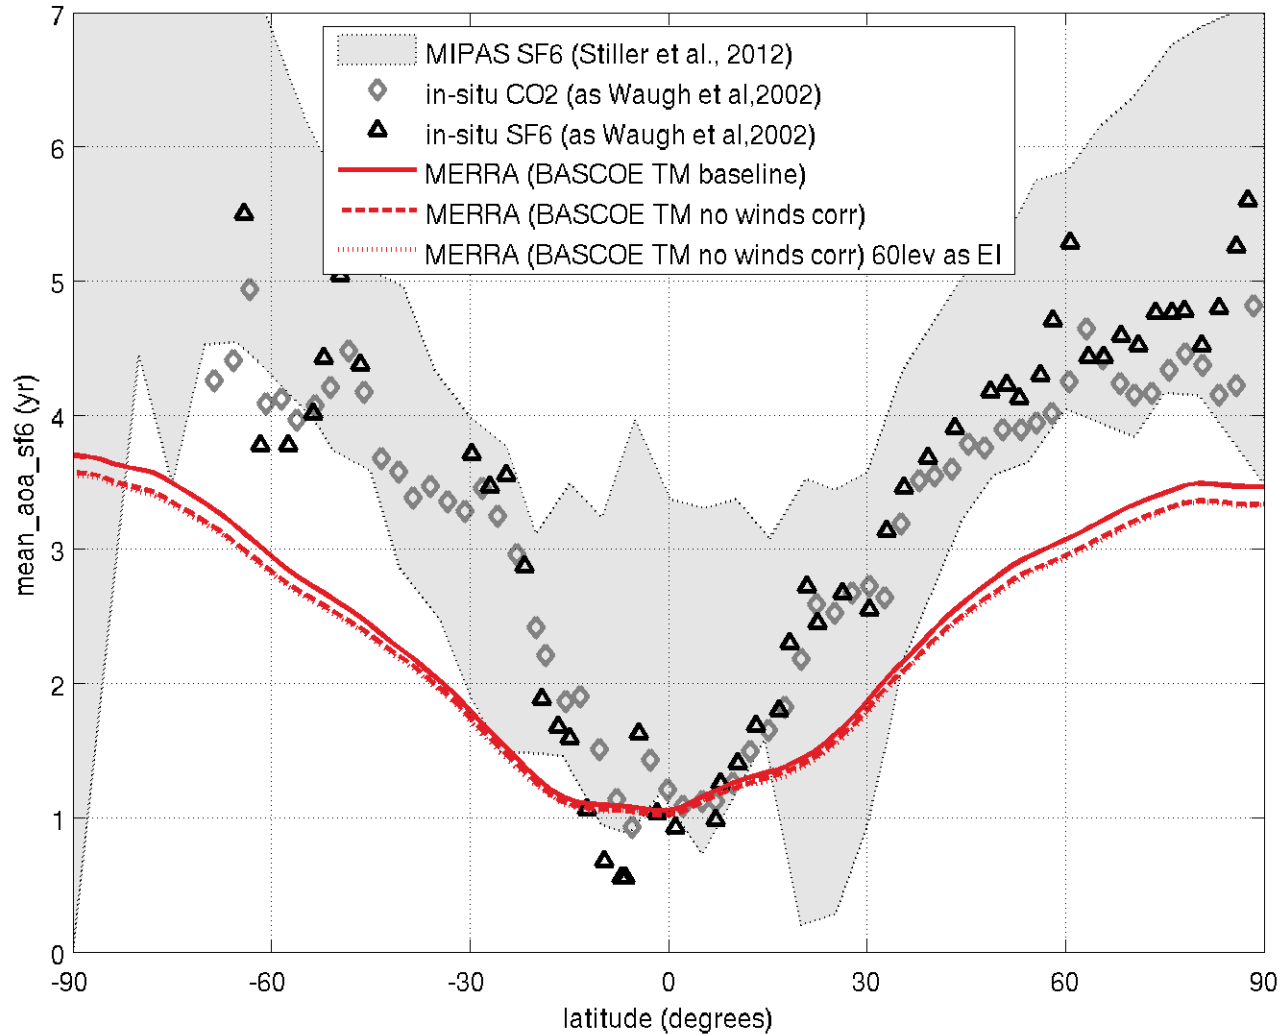 7
6
5
4
3
2
1
0
mean_aoa_sf6 (yr)
MIPAS SF6 (Stiller et al., 2012)
in-situ CO2 (as Waugh et al,2002)
in-situ SF6 (as Waugh et al,2002)
MERRA (BASCOE TM baseline)
MERRA (BASCOE TM no winds corr)
MERRA (BASCOE TM no winds corr) 60lev as EI
-90 -60 -30 0 30 60 90
latitude (degrees)